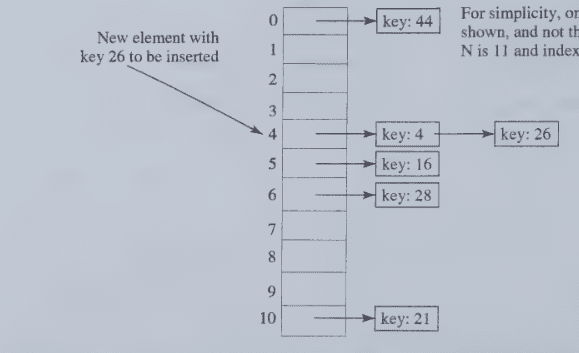 For simplicity, or
shown, and not th
N is 11 and index
New element with
key 26 to be inserted
0 key: 44
1
2
3
4 key: 4 key: 26
5 key: 16
6 key: 28
7
8
9
10 key: 21